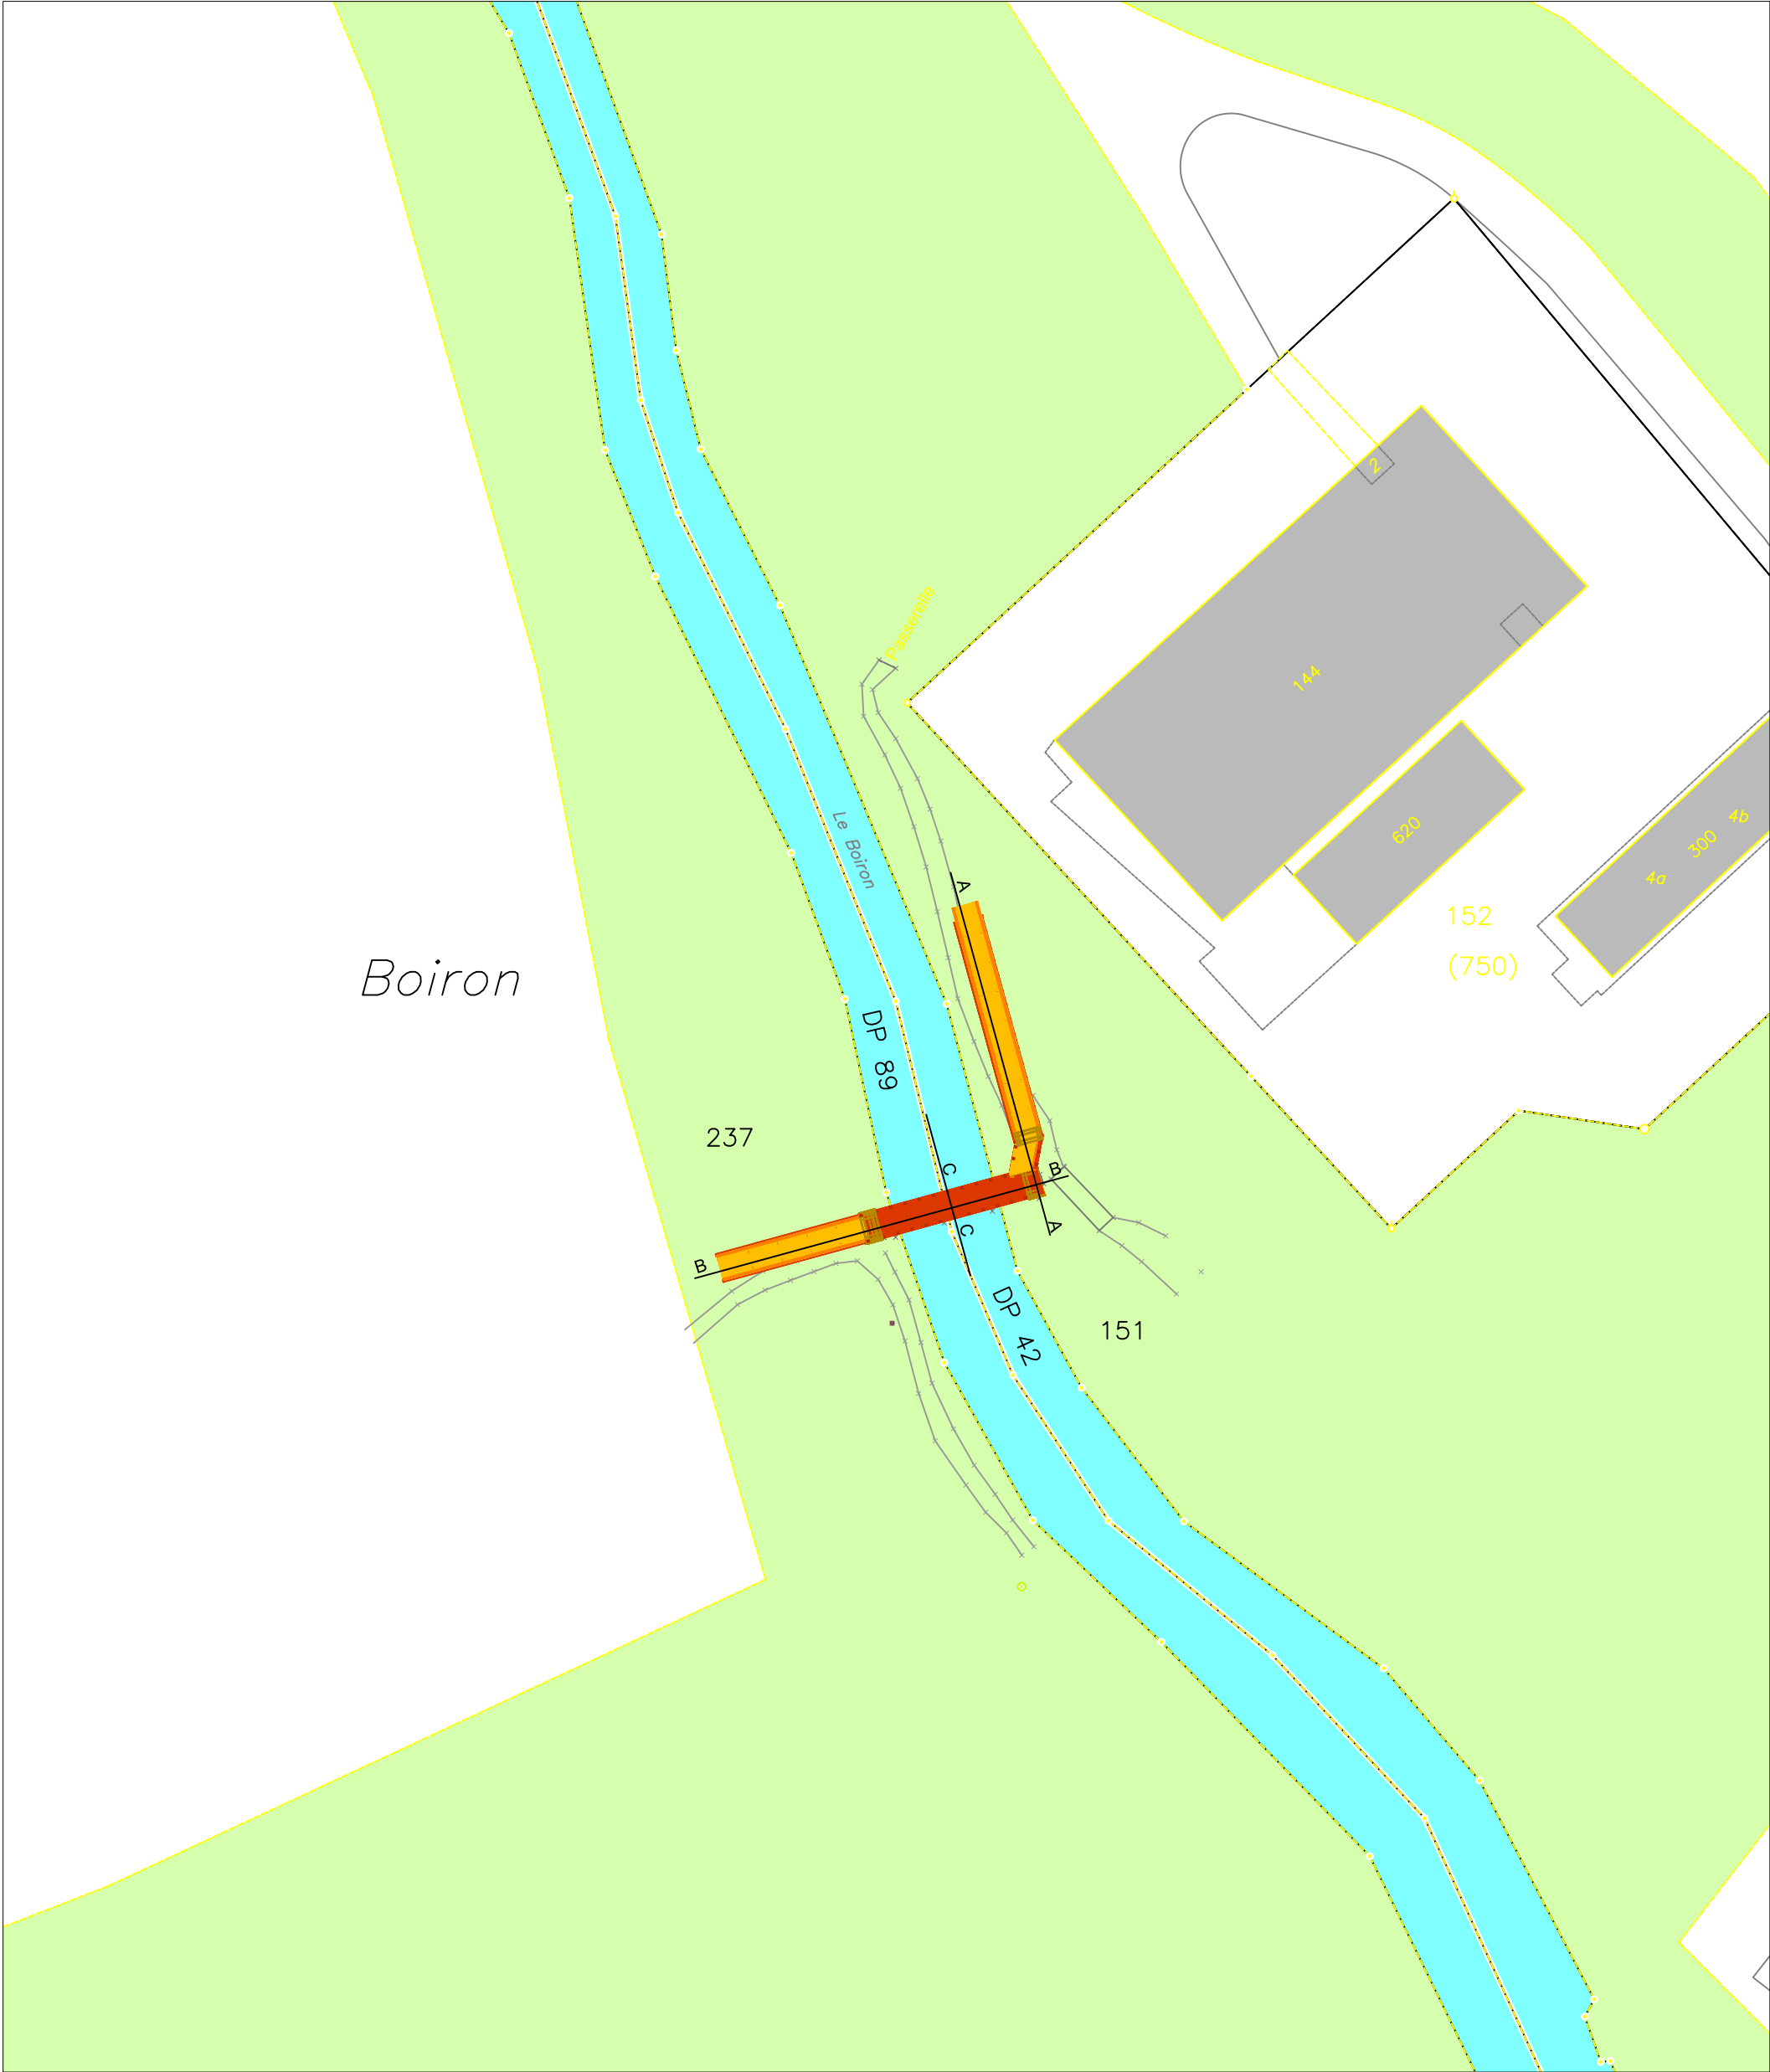 2
Passerelle
144
Le Boiron
620
4b
300
4a
A
152
(750)
Boiron
DP 89
237
C
B
A
C
B
DP 42
151